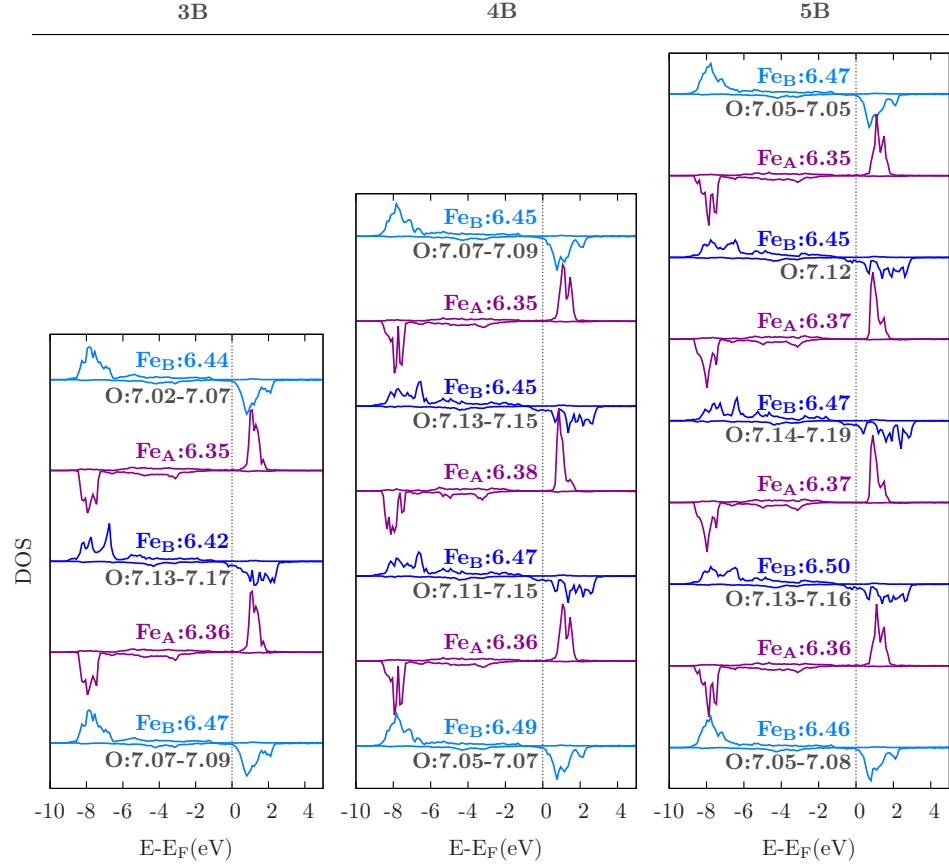 3B 4B 5B
Fe_B:6.47
O:7.05-7.05
Fe_A:6.35
Fe_B:6.45
O:7.12
Fe_A:6.37
Fe_B:6.47
O:7.14-7.19
Fe_A:6.37
Fe_B:6.50
O:7.13-7.16
Fe_A:6.36
Fe_B:6.46
O:7.05-7.08
Fe_B:6.45
O:7.07-7.09
Fe_A:6.35
Fe_B:6.45
O:7.13-7.15
Fe_A:6.38
Fe_B:6.47
O:7.11-7.15
Fe_A:6.36
Fe_B:6.49
O:7.05-7.07
Fe_B:6.44
O:7.02-7.07
Fe_A:6.35
Fe_B:6.42
O:7.13-7.17
Fe_A:6.36
Fe_B:6.47
O:7.07-7.09
DOS
-10 -8 -6 -4 -2 0 2 4 -10 -8 -6 -4 -2 0 2 4 -10 -8 -6 -4 -2 0 2 4
E-E_F(eV) E-E_F(eV) E-E_F(eV)